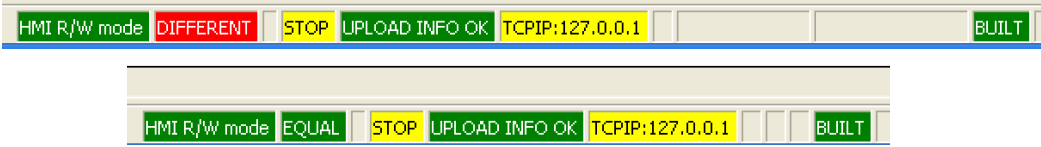 HMI R/W mode DIFFERENT STOP UPLOAD INFO OK TCPIP:127.0.0.1 BUILT
HMI R/W mode EQUAL STOP UPLOAD INFO OK TCPIP:127.0.0.1 BUILT